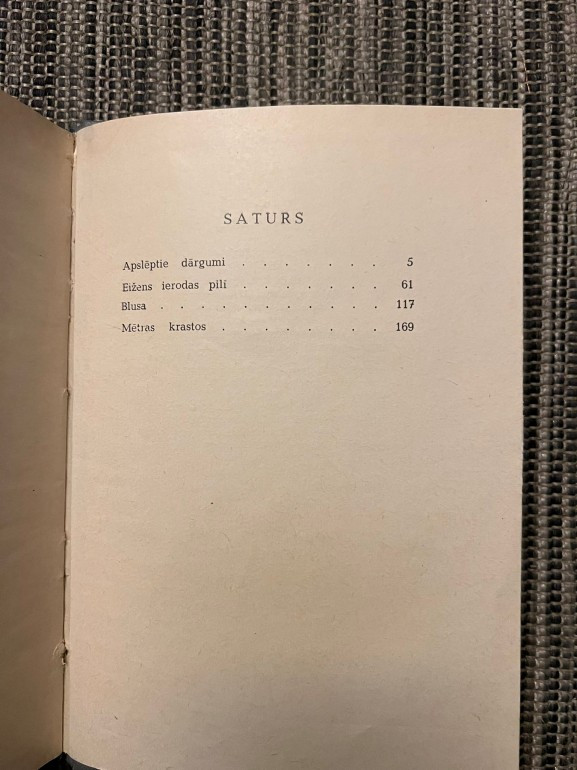 SATURS
Apslēptie dārgumi . . . . . . . 5
Eižens ierodas pilī . . . . . . . 61
Blusa . . . . . . . . . . . 117
Mētras krastos . . . . . . . . 169